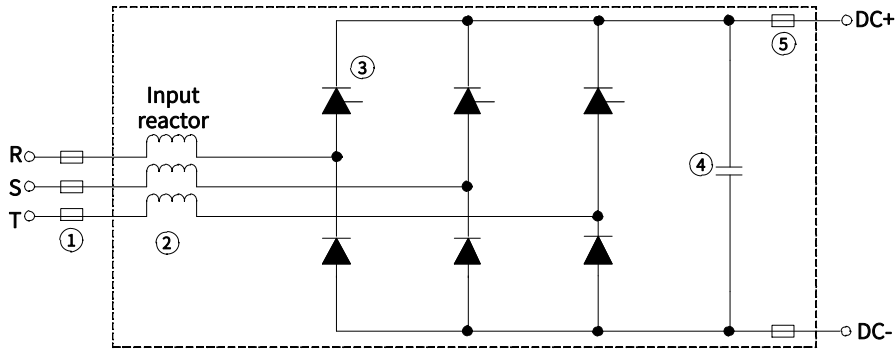 ⑤
DC+
③
Input
reactor
R
④
S
T
①
②
DC-